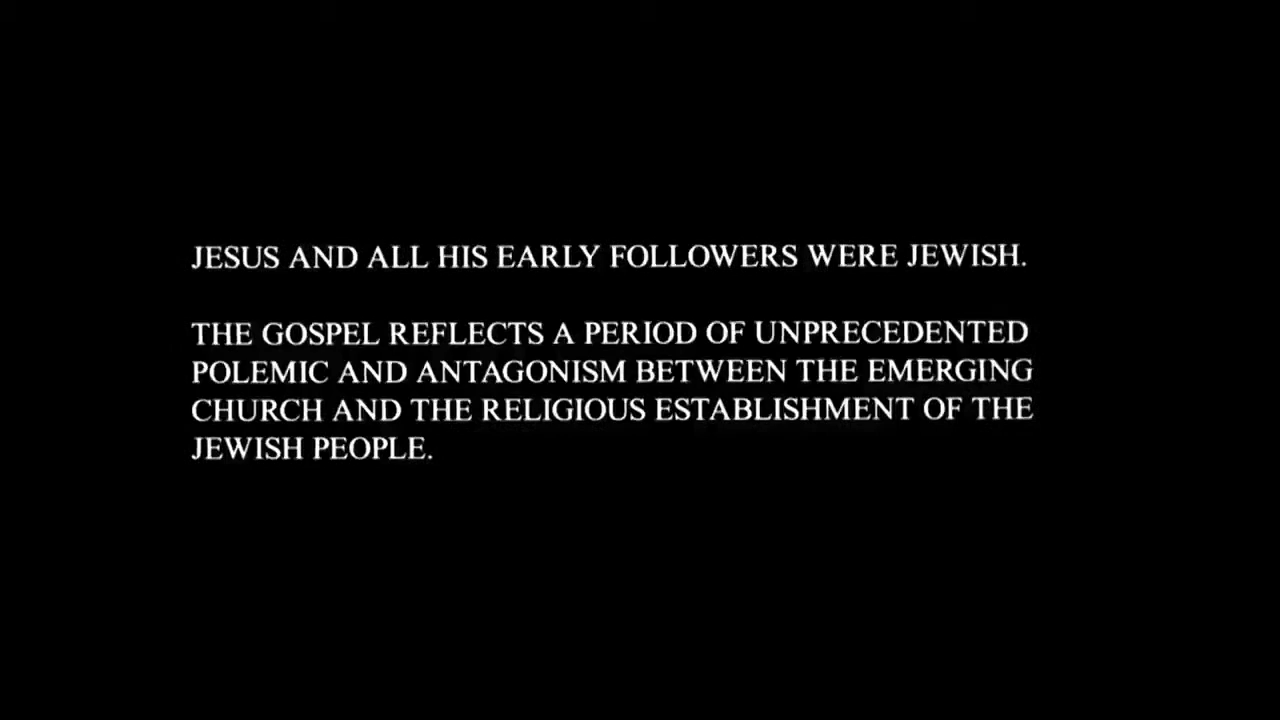 JESUS AND ALL HIS EARLY FOLLOWERS WERE JEWISH.
THE GOSPEL REFLECTS A PERIOD OF UNPRECEDENTED
POLEMIC AND ANTAGONISM BETWEEN THE EMERGING
CHURCH AND THE RELIGIOUS ESTABLISHMENT OF THE
JEWISH PEOPLE.